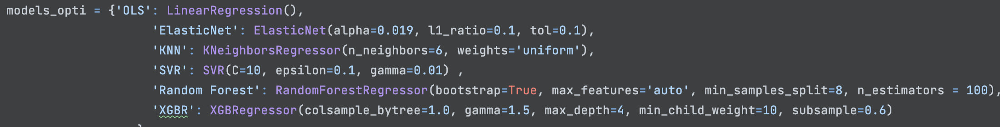 models_opti = {'OLS': LinearRegression(),
'ElasticNet': ElasticNet(alpha=0.019, l1_ratio=0.1, tol=0.1),
'KNN': KNeighborsRegressor(n_neighbors=6, weights='uniform'),
'SVR': SVR(C=10, epsilon=0.1, gamma=0.01) ,
'Random Forest': RandomForestRegressor(bootstrap=True, max_features='auto', min_samples_split=8, n_estimators = 100),
'XGBR': XGBRegressor(colsample_bytree=1.0, gamma=1.5, max_depth=4, min_child_weight=10, subsample=0.6)
}